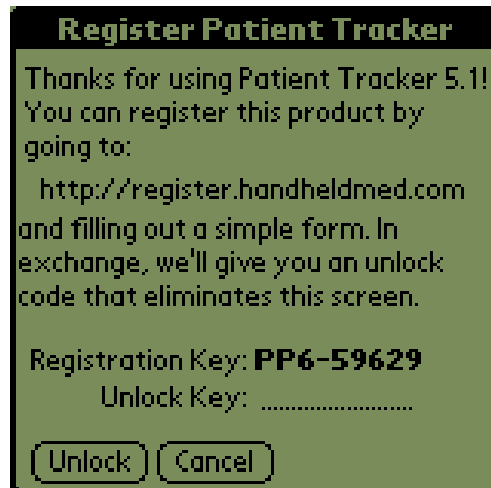 Register Patient Tracker
Thanks for using Patient Tracker 5.1!
You can register this product by
going to:
http://register.handheldmed.com
and filling out a simple form. In
exchange, we'll give you an unlock
code that eliminates this screen.
Registration Key: PP6-59629
Unlock Key:
Unlock Cancel